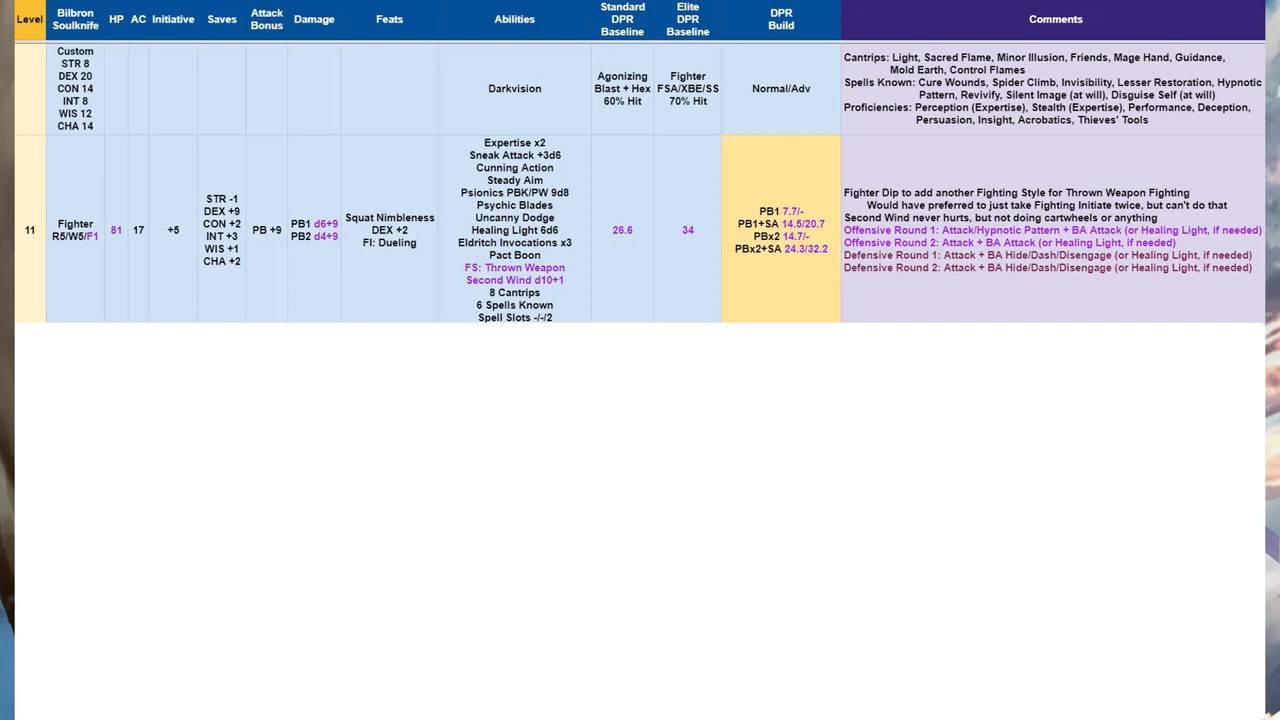 Level
Bilbron Soulknife
HP
AC
Initiative
Saves
Attack Bonus
Damage
Feats
Abilities
Standard DPR Baseline
Elite DPR Baseline
DPR Build
Comments
Custom
STR 8
DEX 20
CON 14
INT 8
WIS 12
CHA 14
Darkvision
Agonizing
Blast + Hex
60% Hit
Fighter
FSA/XBE/SS
70% Hit
Normal/Adv
Cantrips: Light, Sacred Flame, Minor Illusion, Friends, Mage Hand, Guidance,
Mold Earth, Control Flames
Spells Known: Cure Wounds, Spider Climb, Invisibility, Lesser Restoration, Hypnotic
Pattern, Revivify, Silent Image (at will), Disguise Self (at will)
Proficiencies: Perception (Expertise), Stealth (Expertise), Performance, Deception,
Persuasion, Insight, Acrobatics, Thieves' Tools
11
Fighter
R5/W5/F1
81
17
+5
STR -1
DEX +9
CON +2
INT +3
WIS +1
CHA +2
PB +9
PB1 d6+9
PB2 d4+9
Squat Nimbleness
DEX +2
FI: Dueling
Expertise x2
Sneak Attack +3d6
Cunning Action
Steady Aim
Psionics PBK/PW 9d8
Psychic Blades
Uncanny Dodge
Healing Light 6d6
Eldritch Invocations x3
Pact Boon
FS: Thrown Weapon
Second Wind d10+1
8 Cantrips
6 Spells Known
Spell Slots -/-/2
26.6
34
PB1 7.7/-
PB1+SA 14.5/20.7
PBx2 14.7/-
PBx2+SA 24.3/32.2
Fighter Dip to add another Fighting Style for Thrown Weapon Fighting
Would have preferred to just take Fighting Initiate twice, but can't do that
Second Wind never hurts, but not doing cartwheels or anything
Offensive Round 1: Attack/Hypnotic Pattern + BA Attack (or Healing Light, if needed)
Offensive Round 2: Attack + BA Attack (or Healing Light, if needed)
Defensive Round 1: Attack + BA Hide/Dash/Disengage (or Healing Light, if needed)
Defensive Round 2: Attack + BA Hide/Dash/Disengage (or Healing Light, if needed)